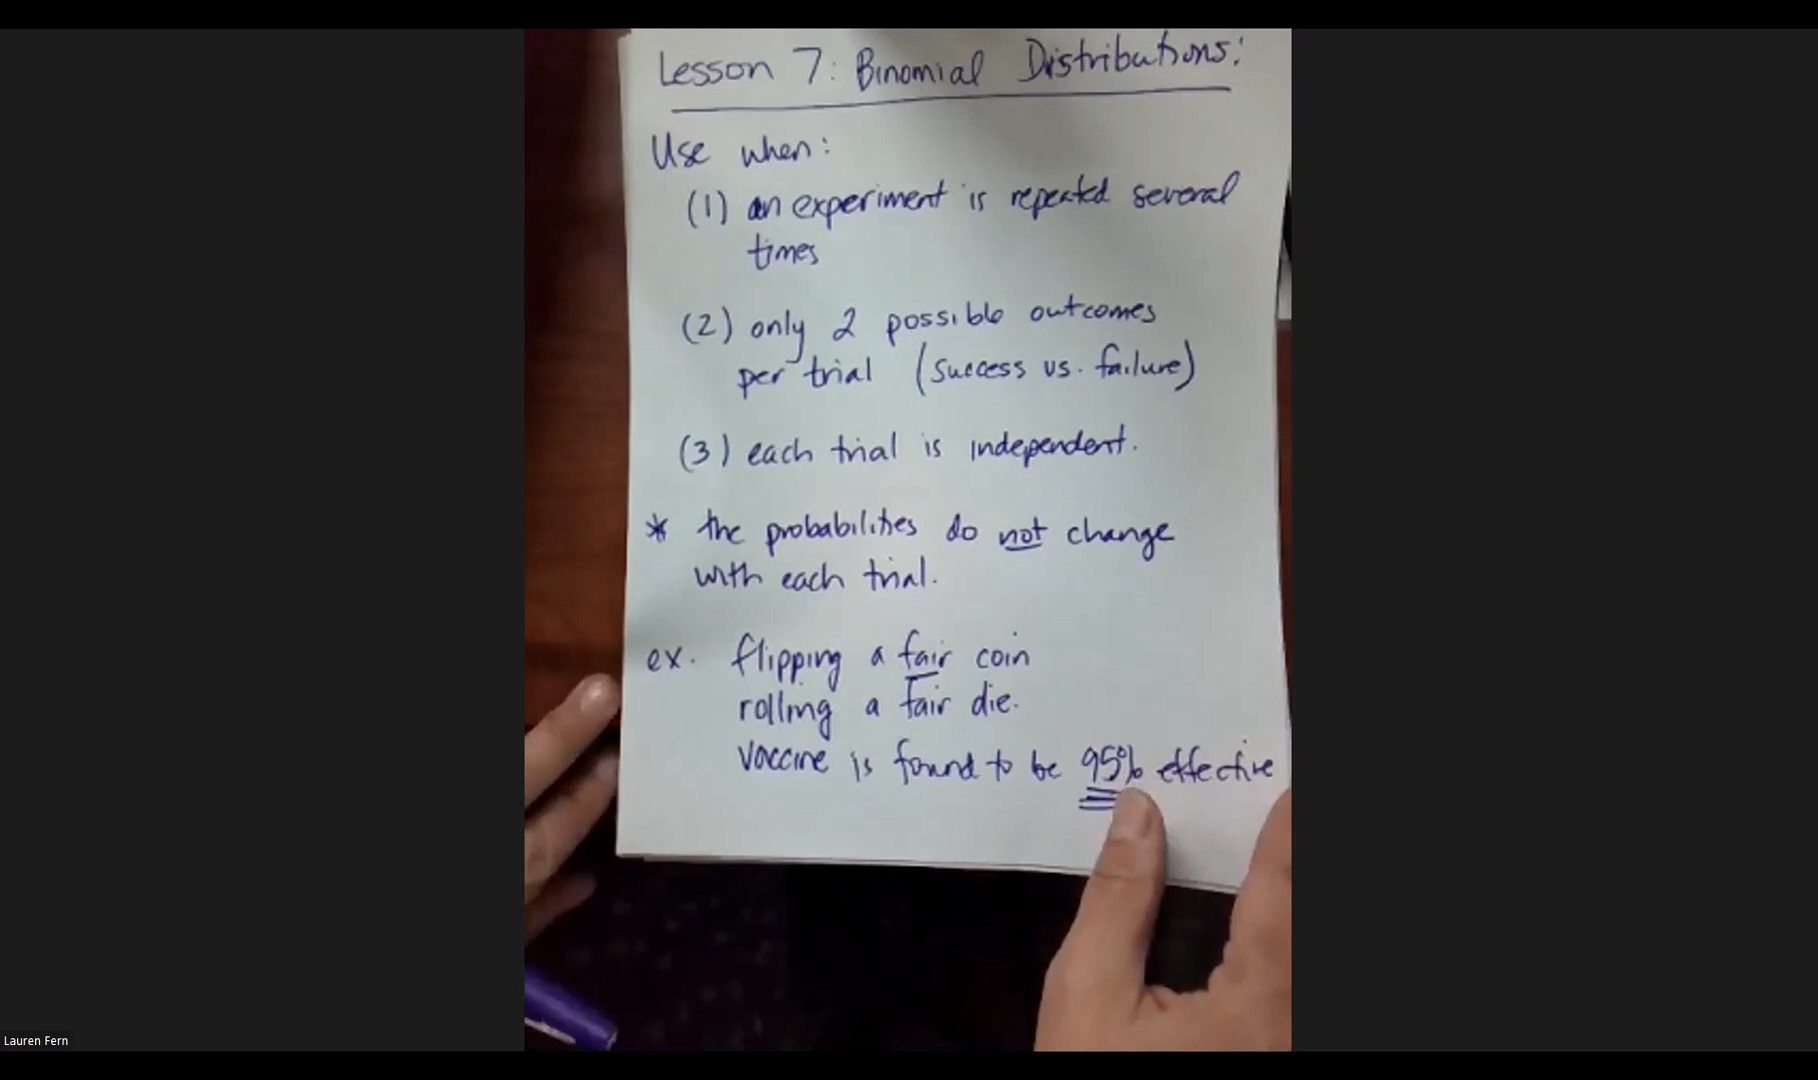 Lesson 7: Binomial Distributions:
Use when:
(1) an experiment is repeated several
times
(2) only 2 possible outcomes
per trial (success vs. failure)
(3) each trial is independent.
* the probabilities do not change
with each trial.
ex. flipping a fair coin
rolling a fair die.
Vaccine is found to be 95% effective
Lauren Fern